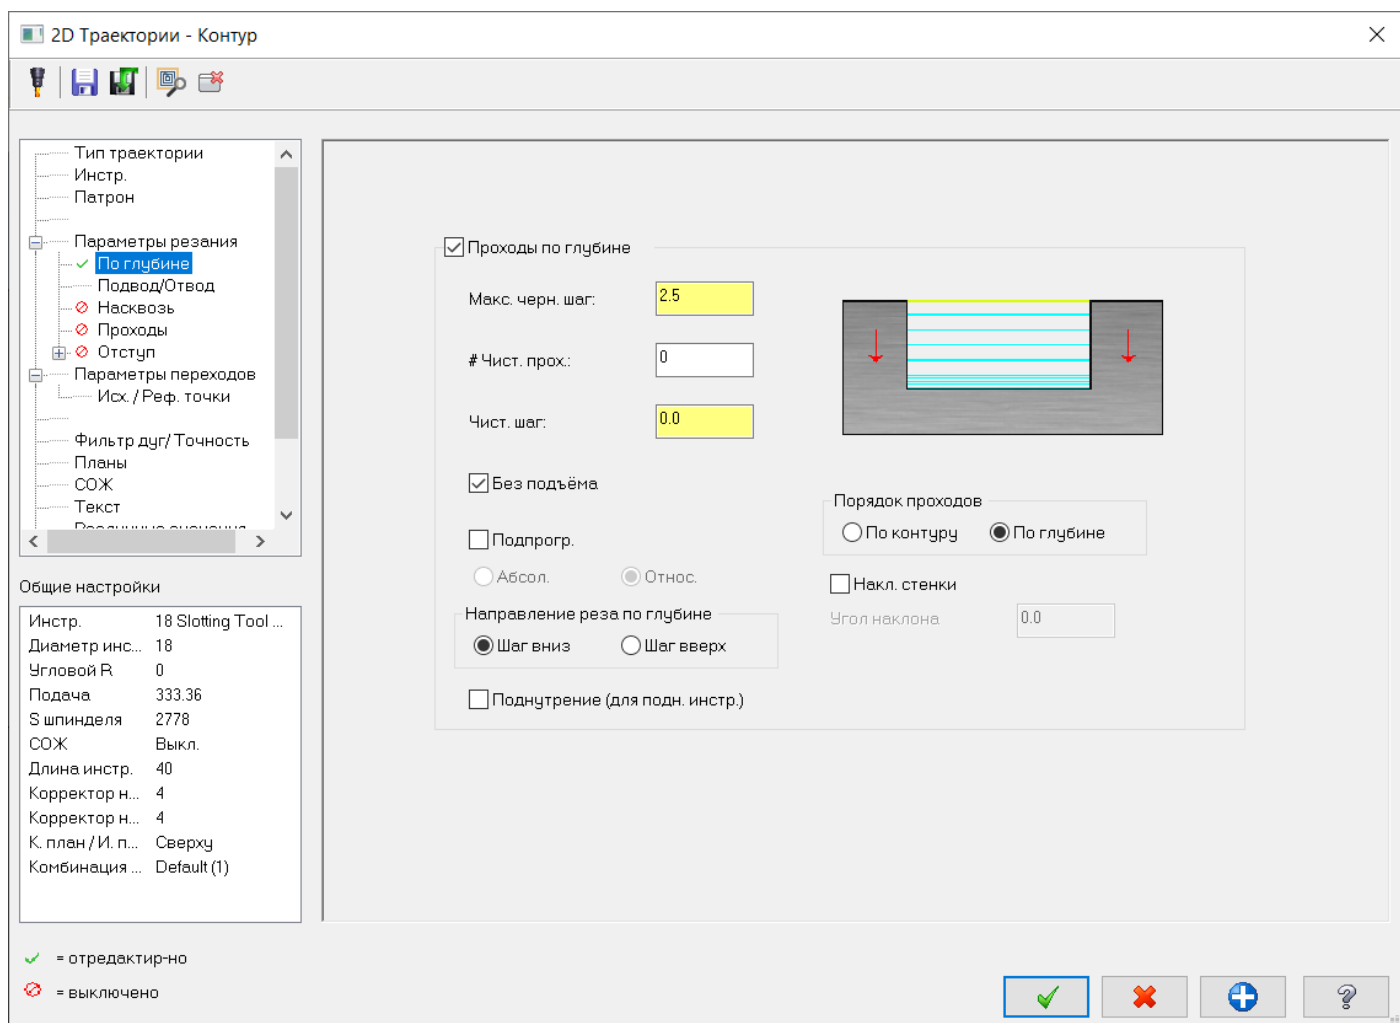 2D Траектории - Контур
Тип траектории
Инстр.
Патрон
Параметры резания
По глубине
Подвод/Отвод
Насквозь
Проходы
Отступ
Параметры переходов
Исх. / Реф. точки
Фильтр дуг/ Точность
Планы
СОЖ
Текст
Общие настройки
Инстр. 18 Slotting Tool ...
Диаметр инс... 18
Угловой R 0
Подача 333.36
S шпинделя 2778
СОЖ Выкл.
Длина инстр. 40
Корректор н... 4
Корректор н... 4
К. план / И. п... Сверху
Комбинация ... Default (1)
= отредактир-но
= выключено
Проходы по глубине
Макс. черн. шаг: 2.5
# Чист. прох.: 0
Чист. шаг: 0.0
Без подъёма
Подпрогр.
Абсол. Относ.
Направление реза по глубине
Шаг вниз Шаг вверх
Поднутрение (для подн. инстр.)
Порядок проходов
По контуру По глубине
Накл. стенки
Угол наклона 0.0